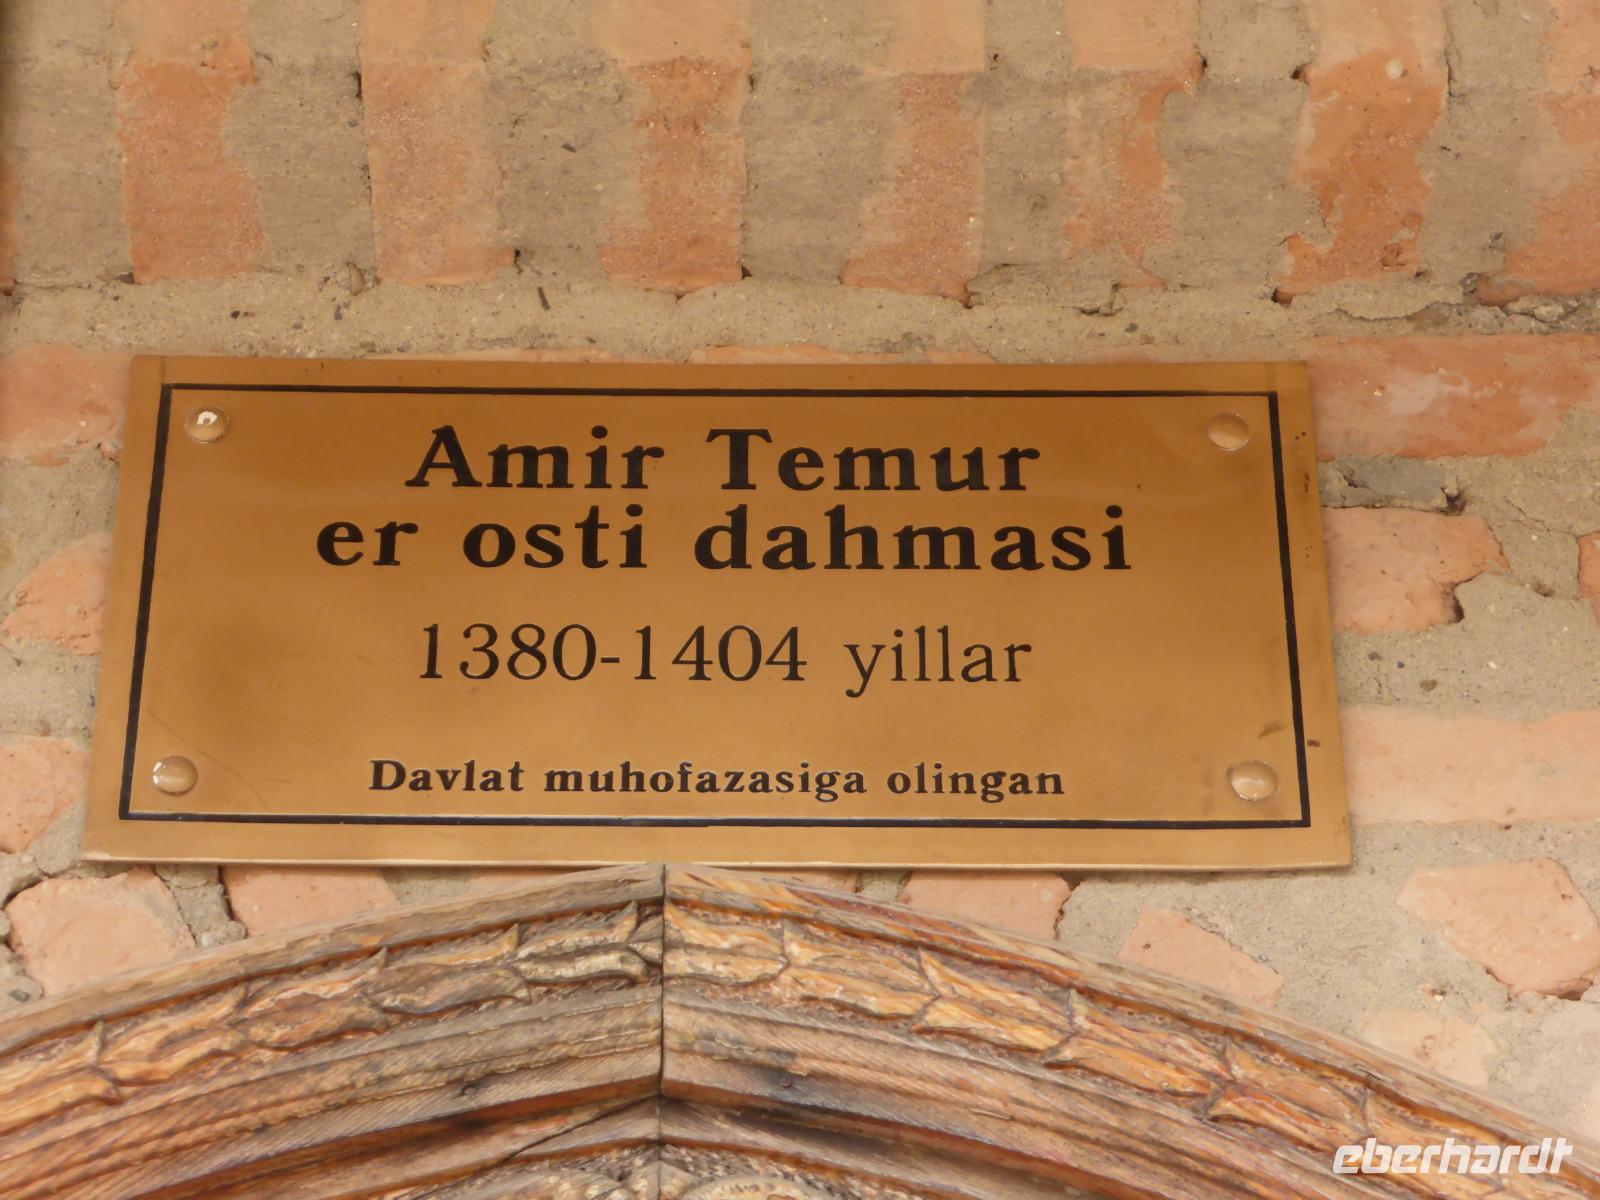 Amir Temur
er osti dahmasi
1380-1404 yillar
Davlat muhofazasiga olingan
eberhardt